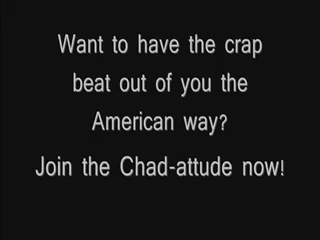 Want to have the crap
beat out of you the
American way?
Join the Chad-attude now!